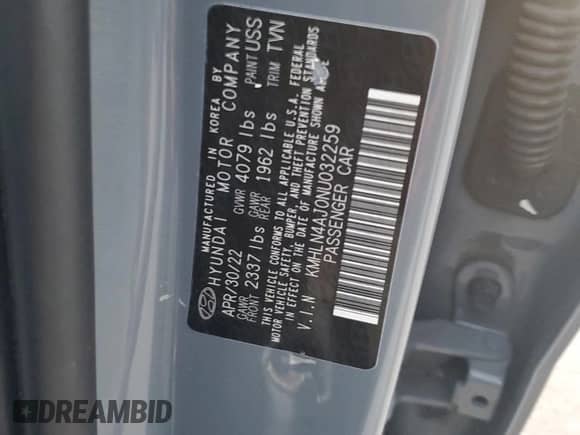 MANUFACTURED IN KOREA BY
HYUNDAI MOTOR COMPANY
APR/30/22 GVWR 4079 lbs PAINT USS
GAWR FRONT 2337 lbs GAWR REAR 1962 lbs TRIM TVN
THIS VEHICLE CONFORMS TO ALL APPLICABLE U.S.A. FEDERAL
MOTOR VEHICLE SAFETY, BUMPER, AND THEFT PREVENTION STANDARDS
IN EFFECT ON THE DATE OF MANUFACTURE SHOWN
V.I.N KMHLN4AJ0NU032259
PASSENGER CAR
DREAMBID